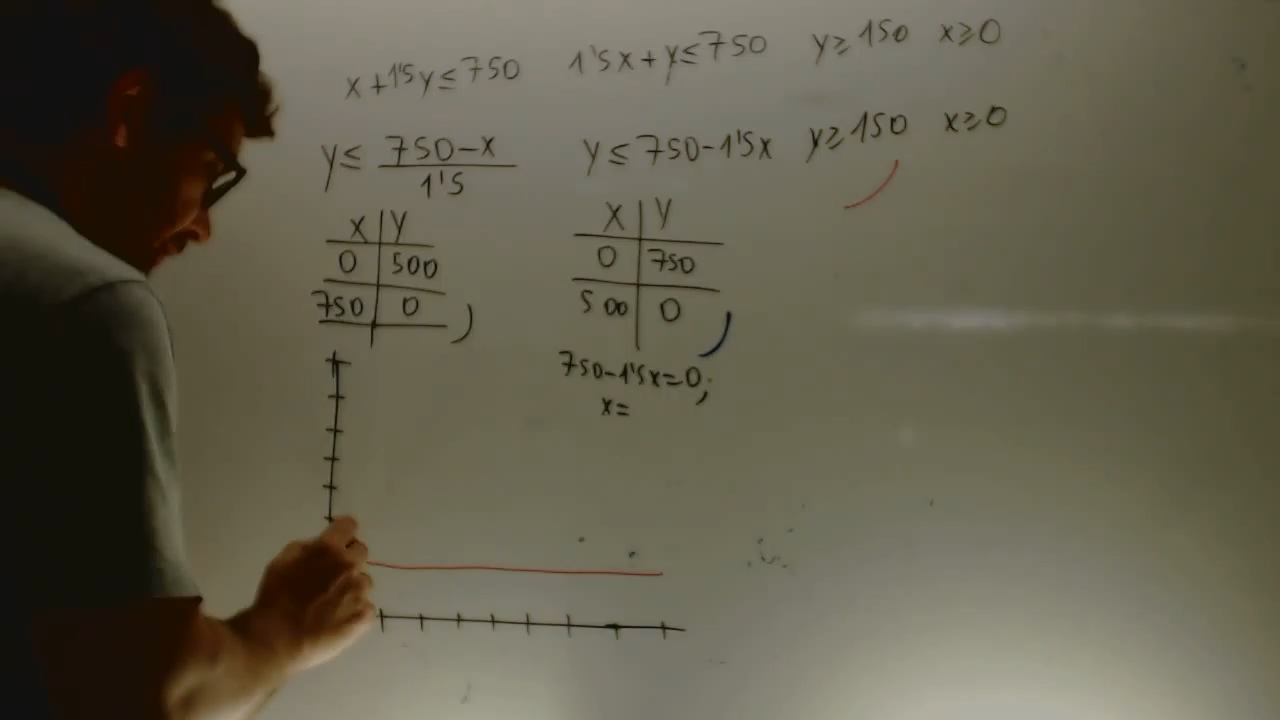 x+1'5y≤750 1'5x+y≤750 y≥150 x≥0
y≤ 750-x / 1'5 y≤750-1'5x y≥150 x≥0
X Y X Y
0 500 0 750
750 0 500 0
750-1'5x=0;
x=